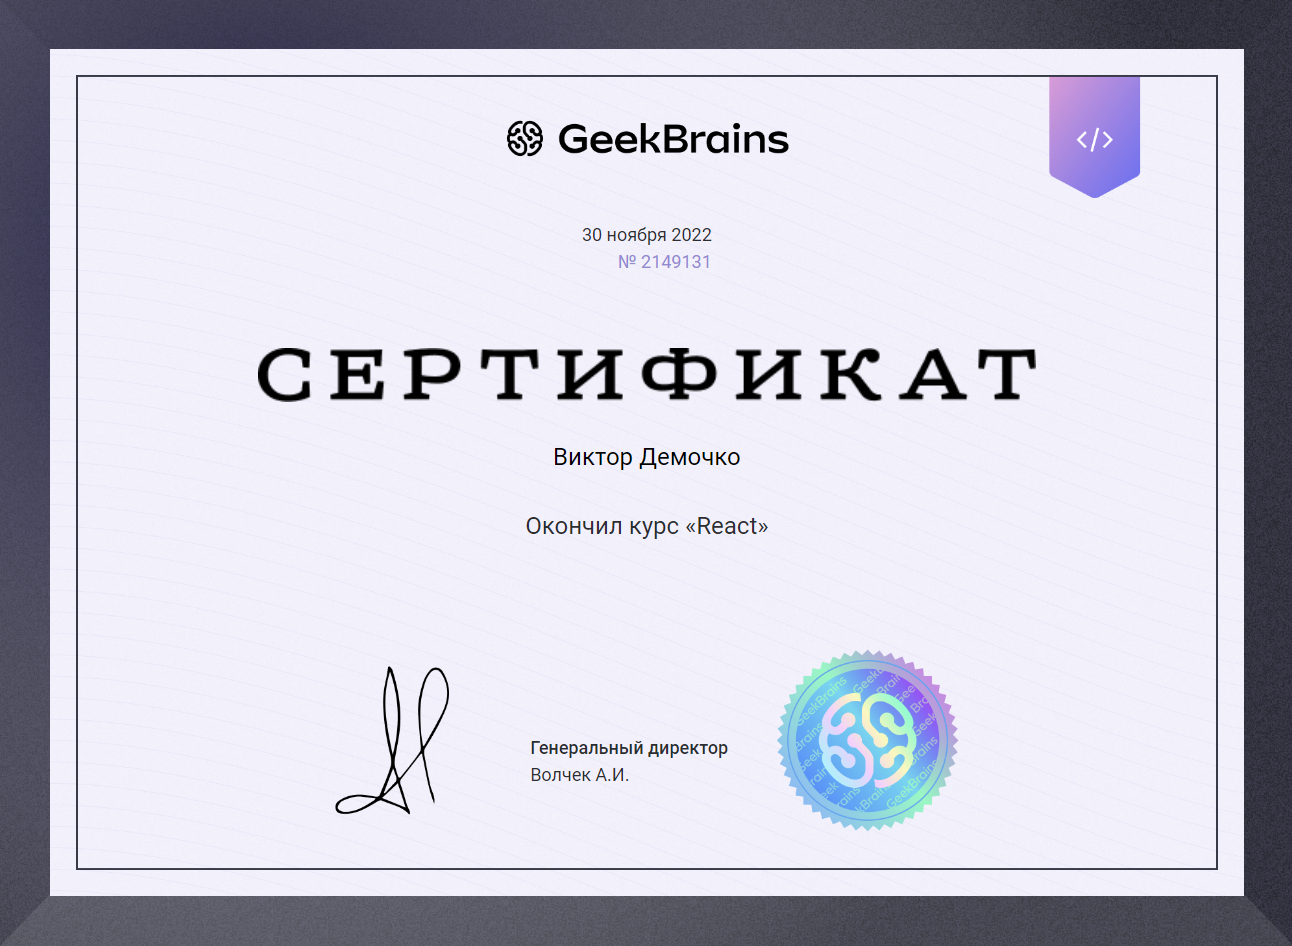 GeekBrains
</>
30 ноября 2022
№ 2149131
СЕРТИФИКАТ
Виктор Демочко
Окончил курс «React»
Генеральный директор
Волчек А.И.